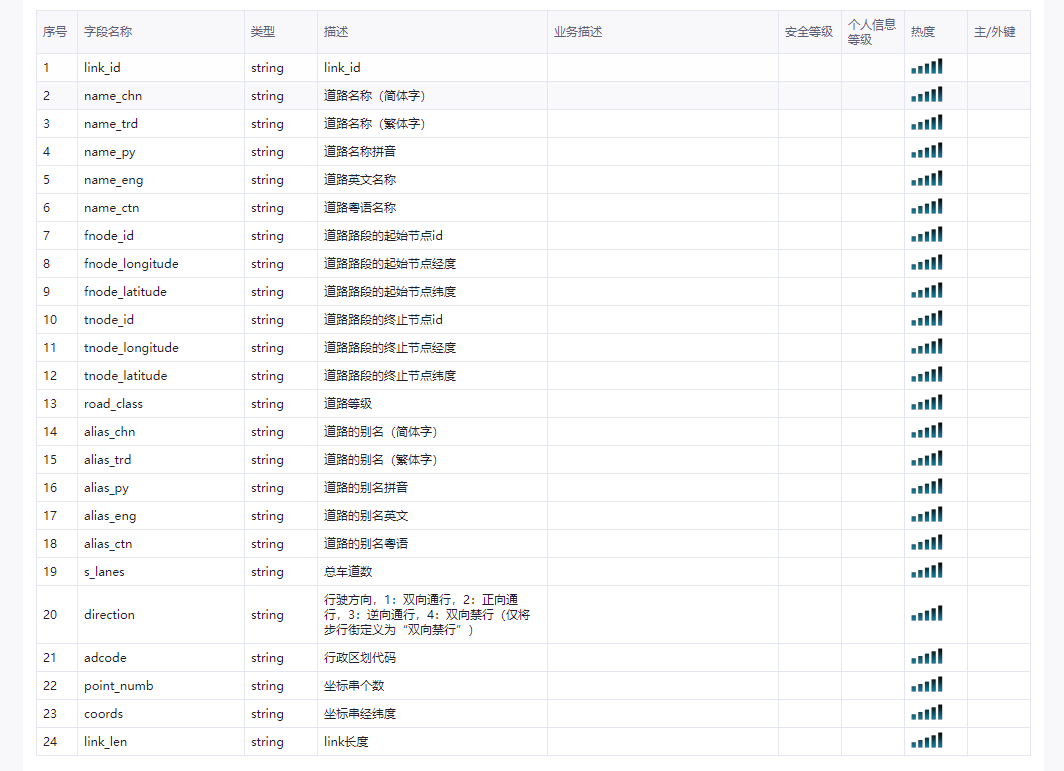 序号 字段名称 类型 描述 业务描述 安全等级 个人信息等级 热度 主/外键
1 link_id string link_id
2 name_chn string 道路名称（简体字）
3 name_trd string 道路名称（繁体字）
4 name_py string 道路名称拼音
5 name_eng string 道路英文名称
6 name_ctn string 道路粤语名称
7 fnode_id string 道路路段的起始节点id
8 fnode_longitude string 道路路段的起始节点经度
9 fnode_latitude string 道路路段的起始节点纬度
10 tnode_id string 道路路段的终止节点id
11 tnode_longitude string 道路路段的终止节点经度
12 tnode_latitude string 道路路段的终止节点纬度
13 road_class string 道路等级
14 alias_chn string 道路的别名（简体字）
15 alias_trd string 道路的别名（繁体字）
16 alias_py string 道路的别名拼音
17 alias_eng string 道路的别名英文
18 alias_ctn string 道路的别名粤语
19 s_lanes string 总车道数
20 direction string 行驶方向，1：双向通行，2：正向通
行，3：逆向通行，4：双向禁行（仅将
步行街定义为“双向禁行”）
21 adcode string 行政区划代码
22 point_numb string 坐标串个数
23 coords string 坐标串经纬度
24 link_len string link长度